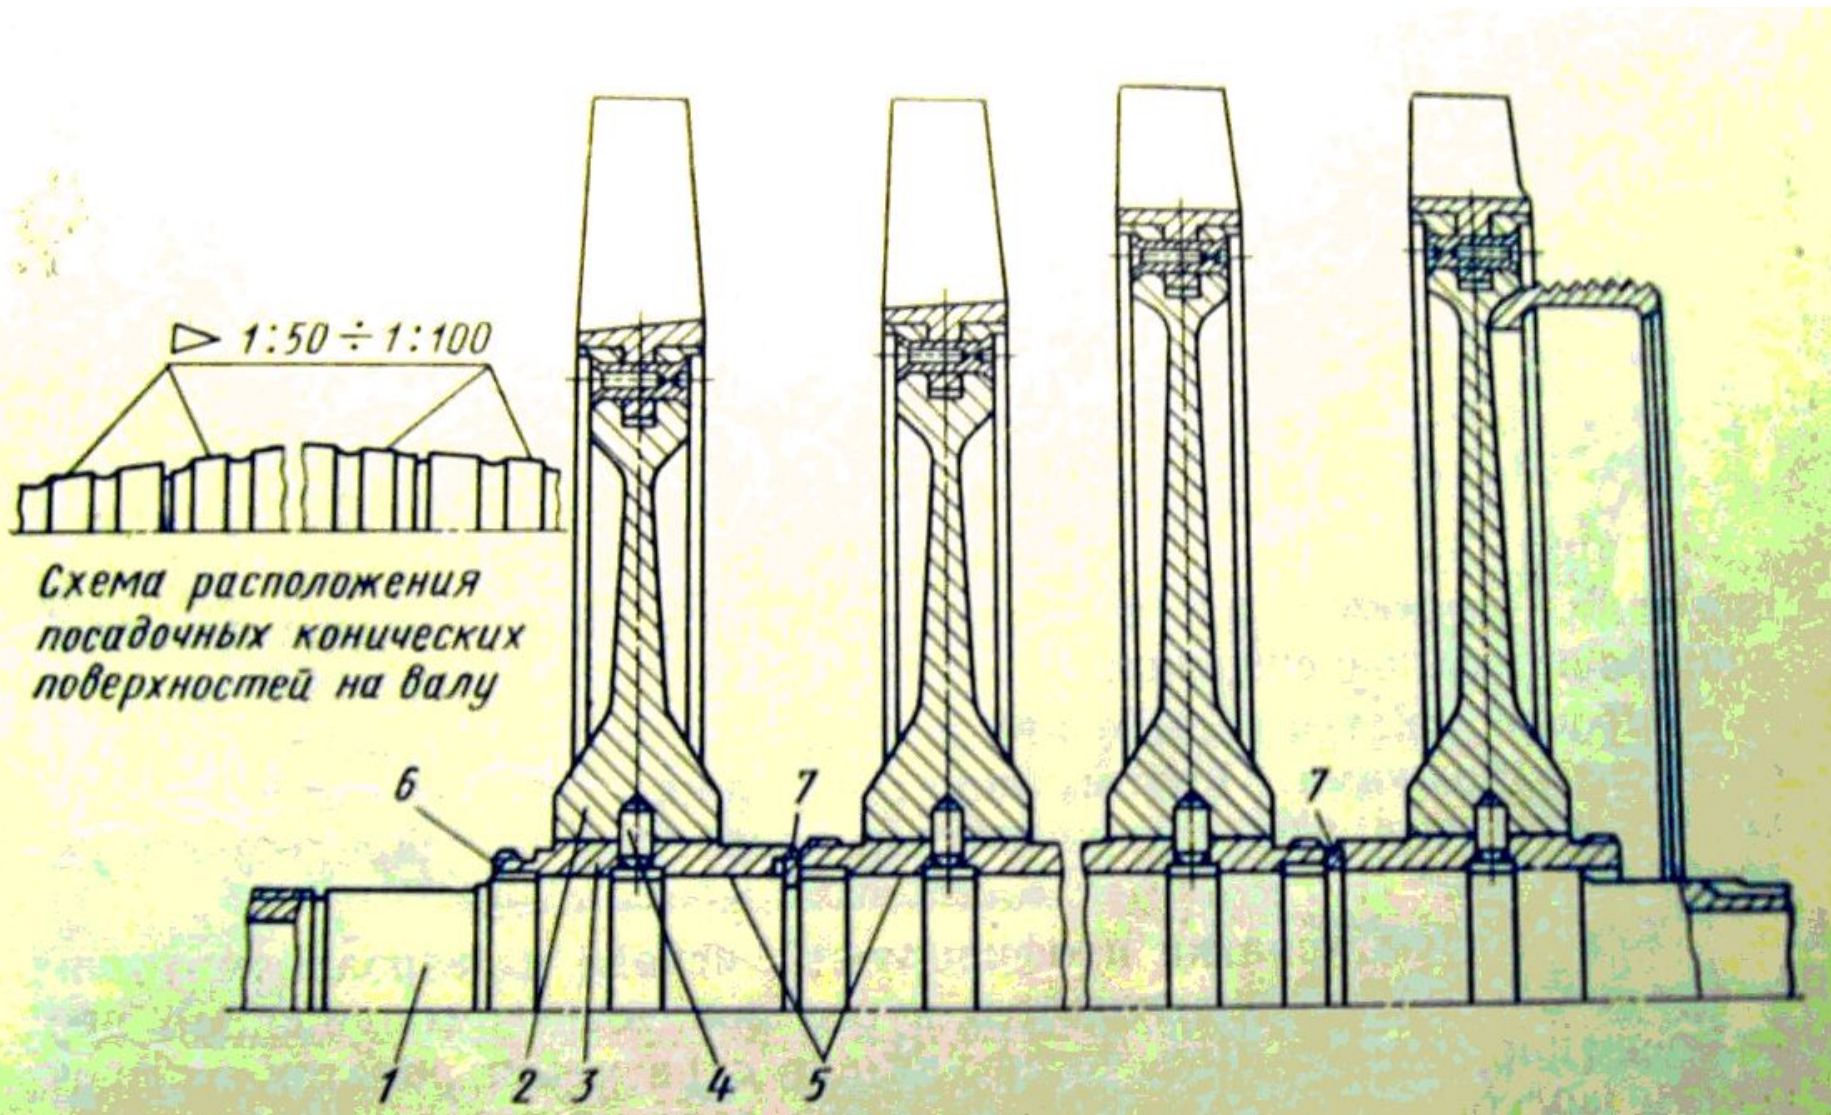 ▷ 1:50 ÷ 1:100
Схема расположения
посадочных конических
поверхностей на валу
6
7
7
1
2
3
4
5